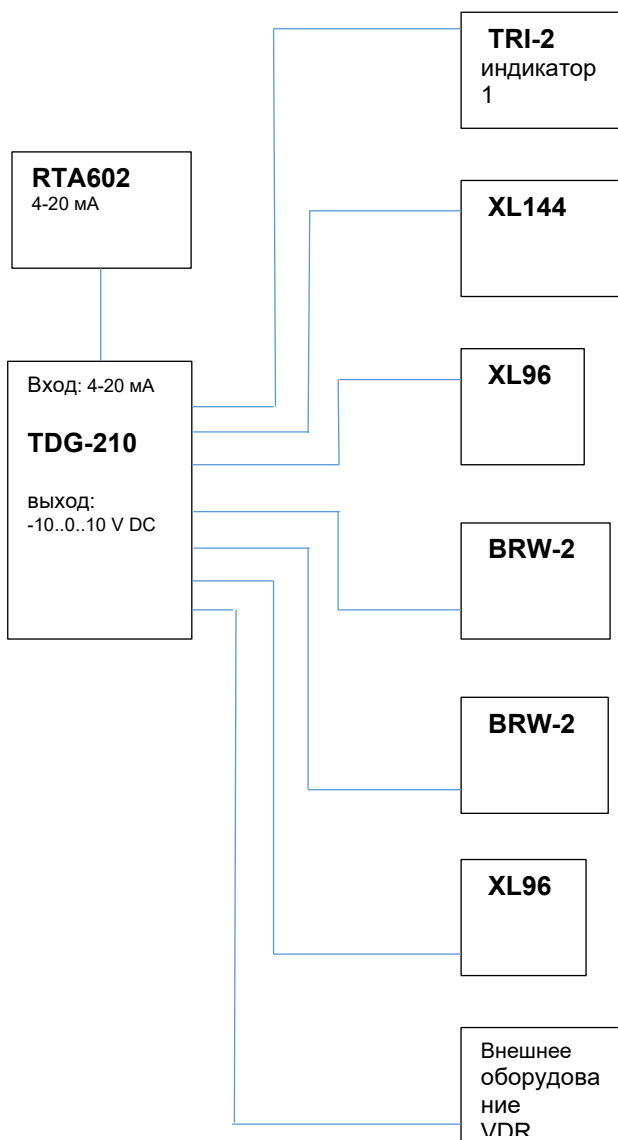 TRI-2
индикатор
1
RTA602
4-20 мА
XL144
Вход: 4-20 мА
TDG-210
выход:
-10..0..10 V DC
XL96
BRW-2
BRW-2
XL96
Внешнее
оборудова
ние
VDR